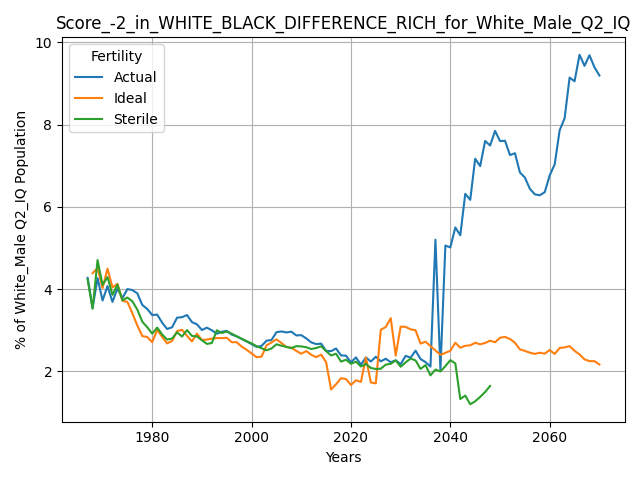 Score_-2_in_WHITE_BLACK_DIFFERENCE_RICH_for_White_Male_Q2_IQ
Fertility
Actual
Ideal
Sterile
% of White_Male Q2_IQ Population
10
8
6
4
2
1980
2000
2020
2040
2060
Years